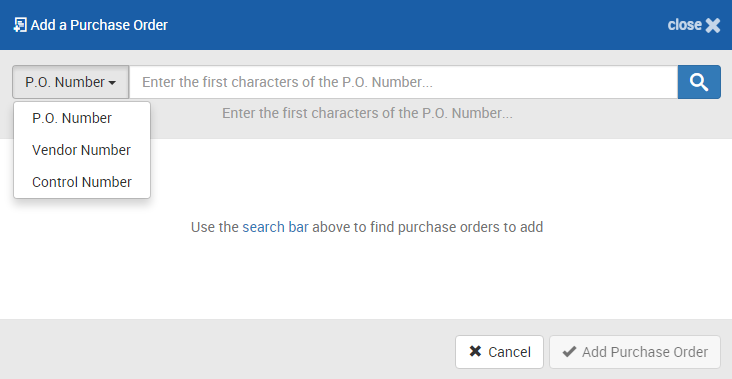 Add a Purchase Order
close
P.O. Number
Enter the first characters of the P.O. Number...
Enter the first characters of the P.O. Number...
P.O. Number
Vendor Number
Control Number
Use the search bar above to find purchase orders to add
Cancel
Add Purchase Order